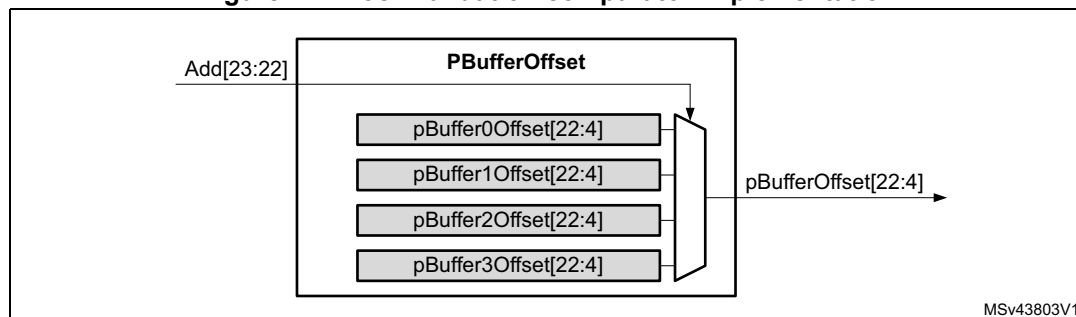 PBufferOffset
Add[23:22]
pBuffer0Offset[22:4]
pBuffer1Offset[22:4]
pBufferOffset[22:4]
pBuffer2Offset[22:4]
pBuffer3Offset[22:4]
MSv43803V1